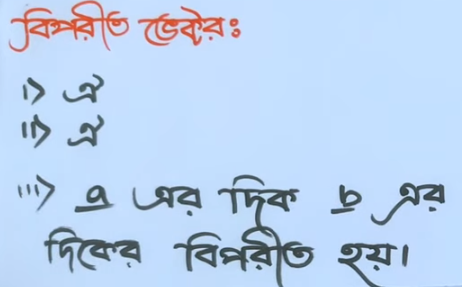 বিপরীত ভেক্টর:
i> ঐ
ii> ঐ
iii> a এর দিক b এর
দিকের বিপরীত হয়।